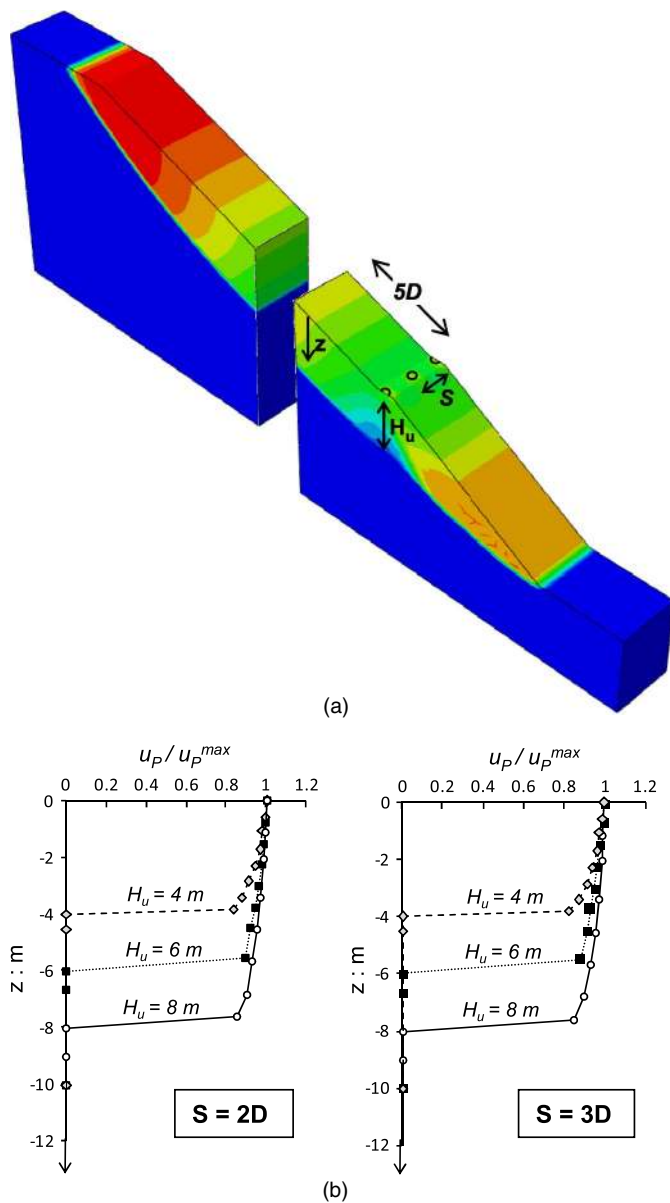 5D
z
S
Hu
(a)
uP / uPmax
uP / uPmax
0 0.2 0.4 0.6 0.8 1 1.2
0 0.2 0.4 0.6 0.8 1 1.2
0
-2
-4
-6
-8
-10
-12
z : m
Hu = 4 m
Hu = 6 m
Hu = 8 m
S = 2D
0
-2
-4
-6
-8
-10
-12
z : m
Hu = 4 m
Hu = 6 m
Hu = 8 m
S = 3D
(b)